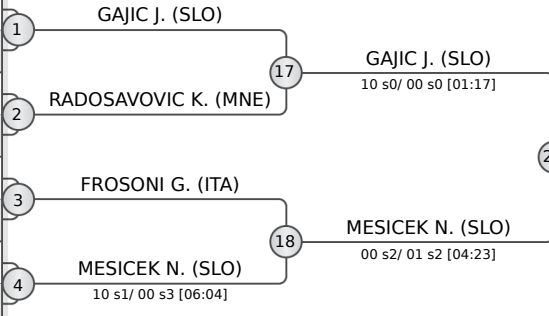 GAJIC J. (SLO)
1
17
GAJIC J. (SLO)
10 s0/ 00 s0 [01:17]
RADOSAVOVIC K. (MNE)
2
FROSONI G. (ITA)
3
18
MESICEK N. (SLO)
00 s2/ 01 s2 [04:23]
MESICEK N. (SLO)
4
10 s1/ 00 s3 [06:04]